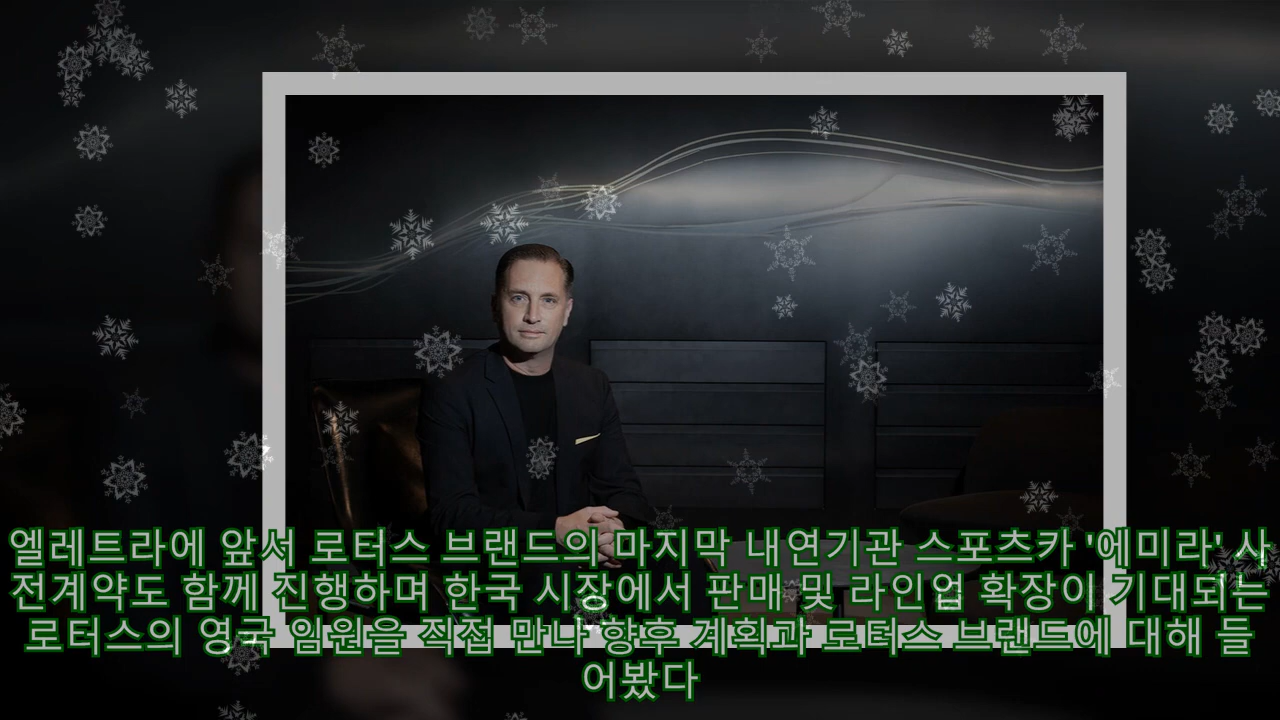 엘레트라에 앞서 로터스 브랜드의 마지막 내연기관 스포츠카 '에미라' 사
전계약도 함께 진행하며 한국 시장에서 판매 및 라인업 확장이 기대되는
로터스의 영국 임원을 직접 만나 향후 계획과 로터스 브랜드에 대해 들
어봤다